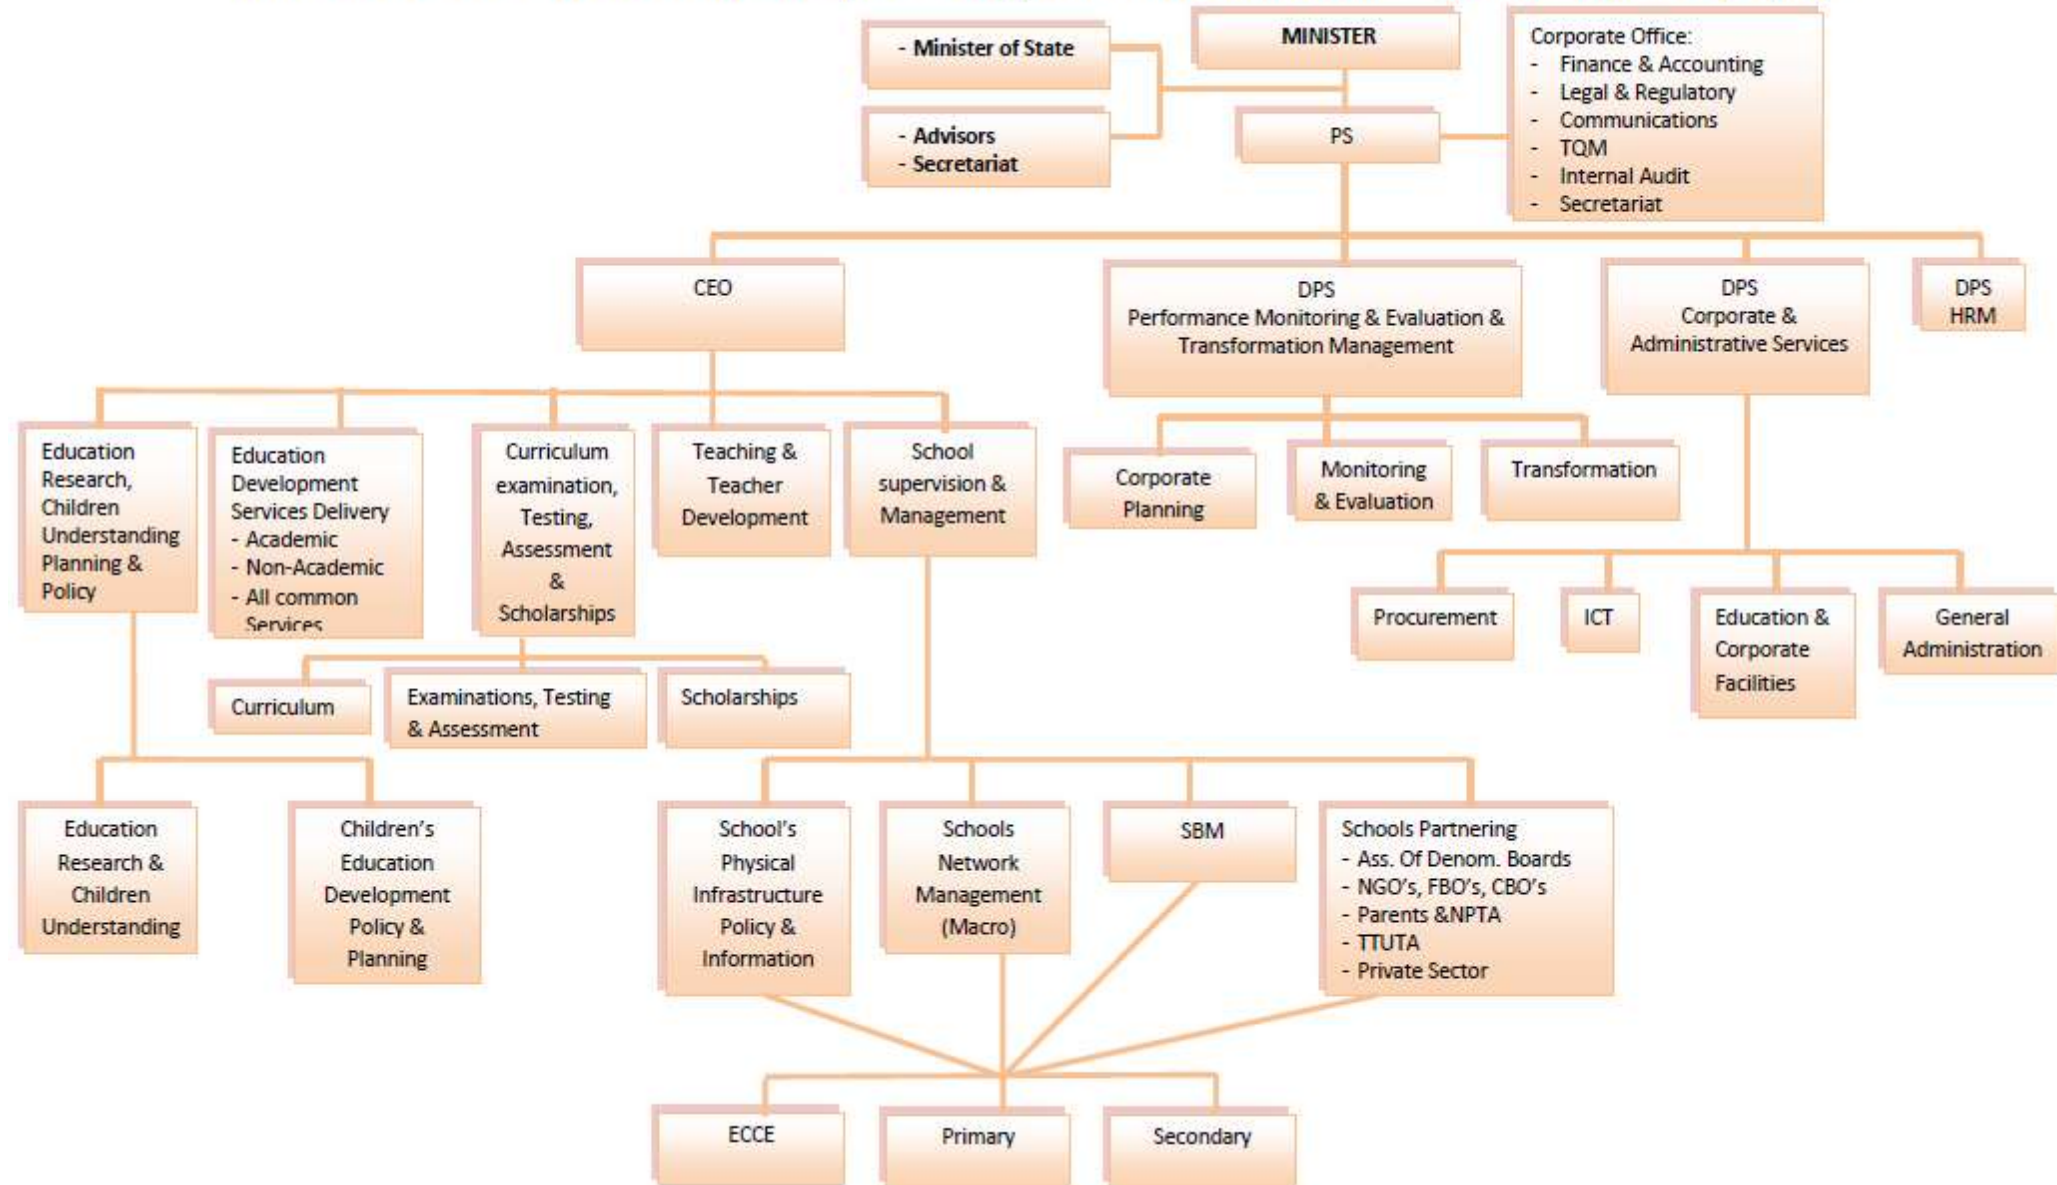 - Minister of State
MINISTER
Corporate Office:
- Finance & Accounting
- Legal & Regulatory
- Communications
- TQM
- Internal Audit
- Secretariat
- Advisors
- Secretariat
PS
CEO
DPS
Performance Monitoring & Evaluation &
Transformation Management
DPS
Corporate &
Administrative Services
DPS
HRM
Education
Research,
Children
Understanding
Planning &
Policy
Education
Development
Services Delivery
- Academic
- Non-Academic
- All common
Services
Curriculum
examination,
Testing,
Assessment
&
Scholarships
Teaching &
Teacher
Development
School
supervision &
Management
Corporate
Planning
Monitoring
& Evaluation
Transformation
Procurement
ICT
Education &
Corporate
Facilities
General
Administration
Curriculum
Examinations, Testing
& Assessment
Scholarships
Education
Research &
Children
Understanding
Children's
Education
Development
Policy &
Planning
School's
Physical
Infrastructure
Policy &
Information
Schools
Network
Management
(Macro)
SBM
Schools Partnering
- Ass. Of Denom. Boards
- NGO's, FBO's, CBO's
- Parents &NPTA
- TTUTA
- Private Sector
ECCE
Primary
Secondary